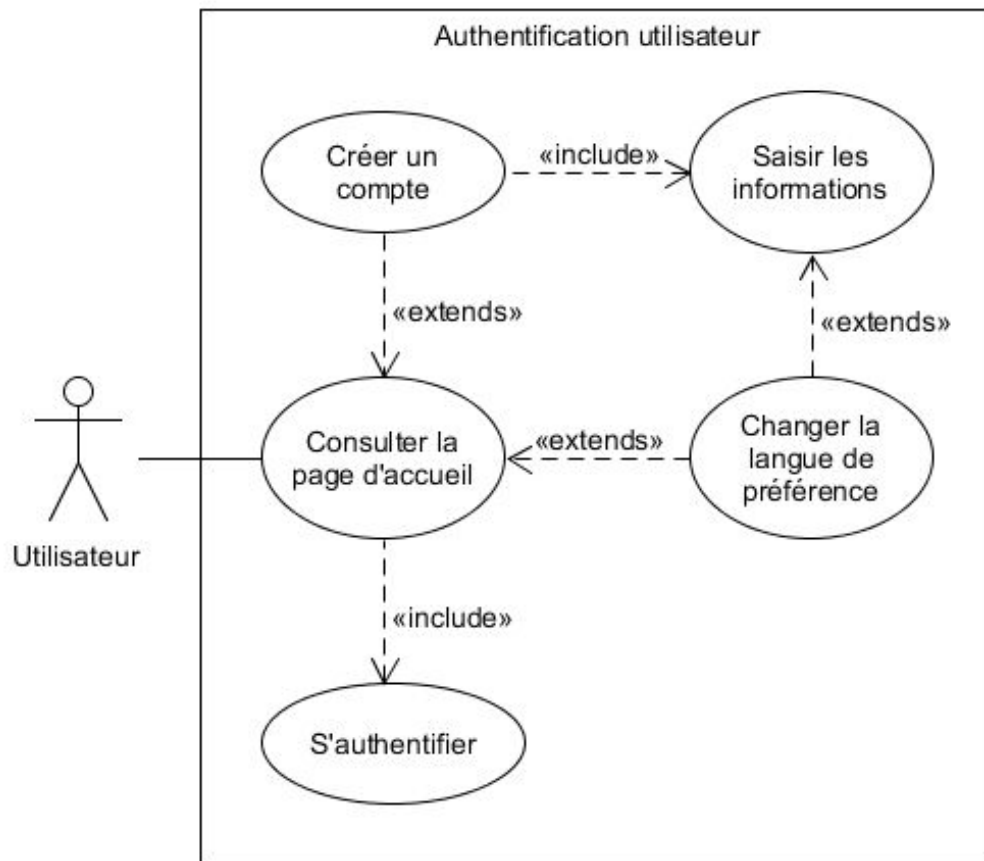 Authentification utilisateur
Créer un
compte
«include»
Saisir les
informations
«extends»
«extends»
Consulter la
page d'accueil
«extends»
Changer la
langue de
préférence
Utilisateur
«include»
S'authentifier